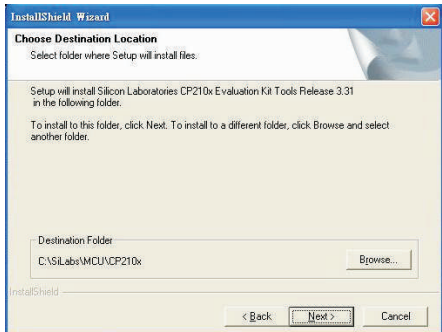 InstallShield Wizard
Choose Destination Location
Select folder where Setup will install files.
Setup will install Silicon Laboratories CP210x Evaluation Kit Tools Release 3.31
in the following folder.
To install to this folder, click Next. To install to a different folder, click Browse and select
another folder.
Destination Folder
C:\SiLabs\MCU\CP210x
Browse...
InstallShield
< Back
Next >
Cancel